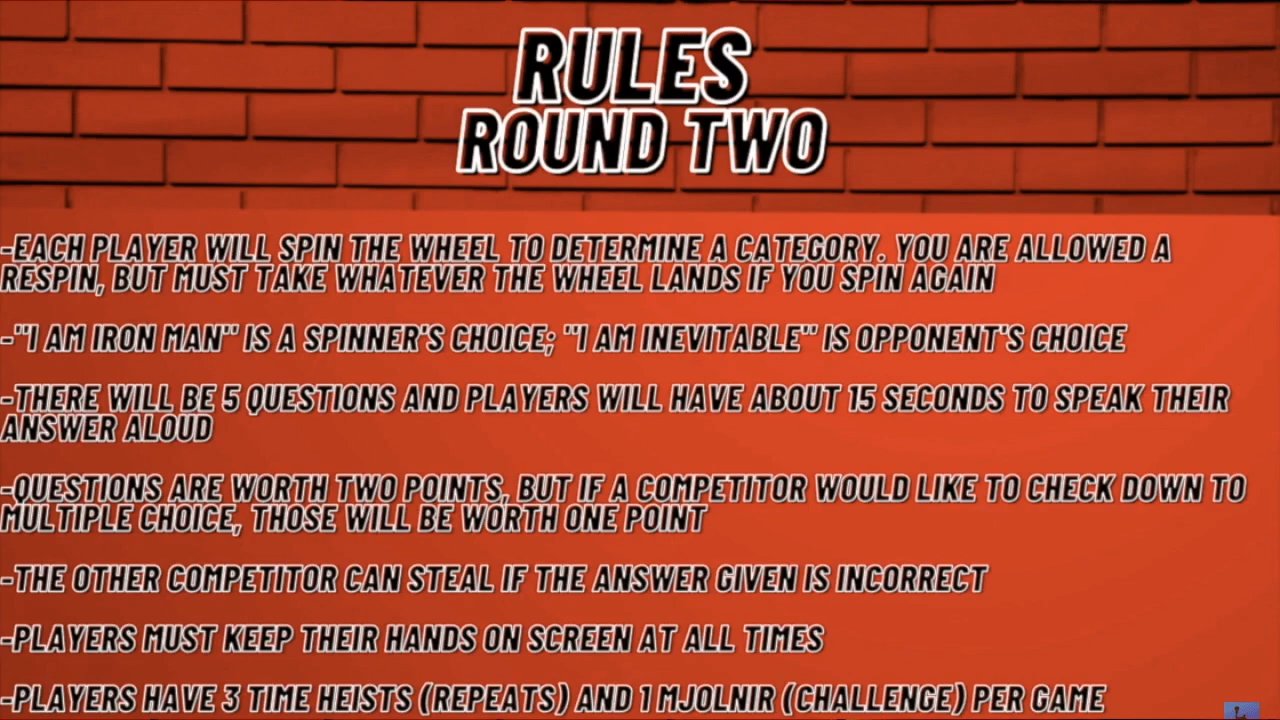 RULES
ROUND TWO
-EACH PLAYER WILL SPIN THE WHEEL TO DETERMINE A CATEGORY. YOU ARE ALLOWED A
RESPIN, BUT MUST TAKE WHATEVER THE WHEEL LANDS IF YOU SPIN AGAIN
-"I AM IRON MAN" IS A SPINNER'S CHOICE; "I AM INEVITABLE" IS OPPONENT'S CHOICE
-THERE WILL BE 5 QUESTIONS AND PLAYERS WILL HAVE ABOUT 15 SECONDS TO SPEAK THEIR
ANSWER ALOUD
-QUESTIONS ARE WORTH TWO POINTS, BUT IF A COMPETITOR WOULD LIKE TO CHECK DOWN TO
MULTIPLE CHOICE, THOSE WILL BE WORTH ONE POINT
-THE OTHER COMPETITOR CAN STEAL IF THE ANSWER GIVEN IS INCORRECT
-PLAYERS MUST KEEP THEIR HANDS ON SCREEN AT ALL TIMES
-PLAYERS HAVE 3 TIME HEISTS (REPEATS) AND 1 MJOLNIR (CHALLENGE) PER GAME